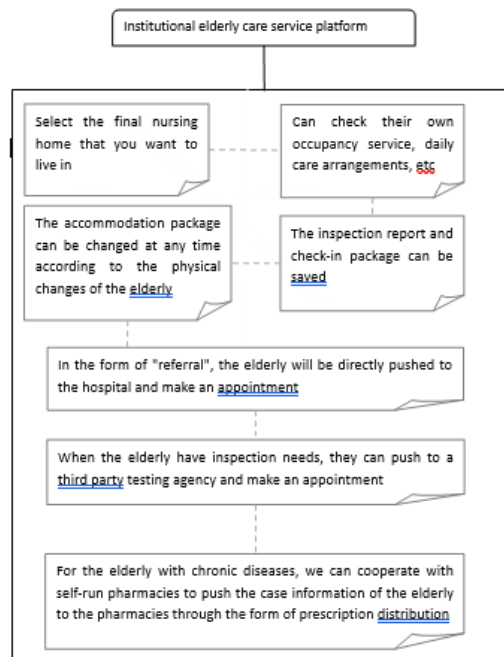 Institutional elderly care service platform
Select the final nursing
home that you want to
live in
Can check their own
occupancy service, daily
care arrangements, etc
The accommodation package
can be changed at any time
according to the physical
changes of the elderly
The inspection report and
check-in package can be
saved
In the form of "referral", the elderly will be directly pushed to
the hospital and make an appointment
When the elderly have inspection needs, they can push to a
third party testing agency and make an appointment
For the elderly with chronic diseases, we can cooperate with
self-run pharmacies to push the case information of the elderly
to the pharmacies through the form of prescription distribution